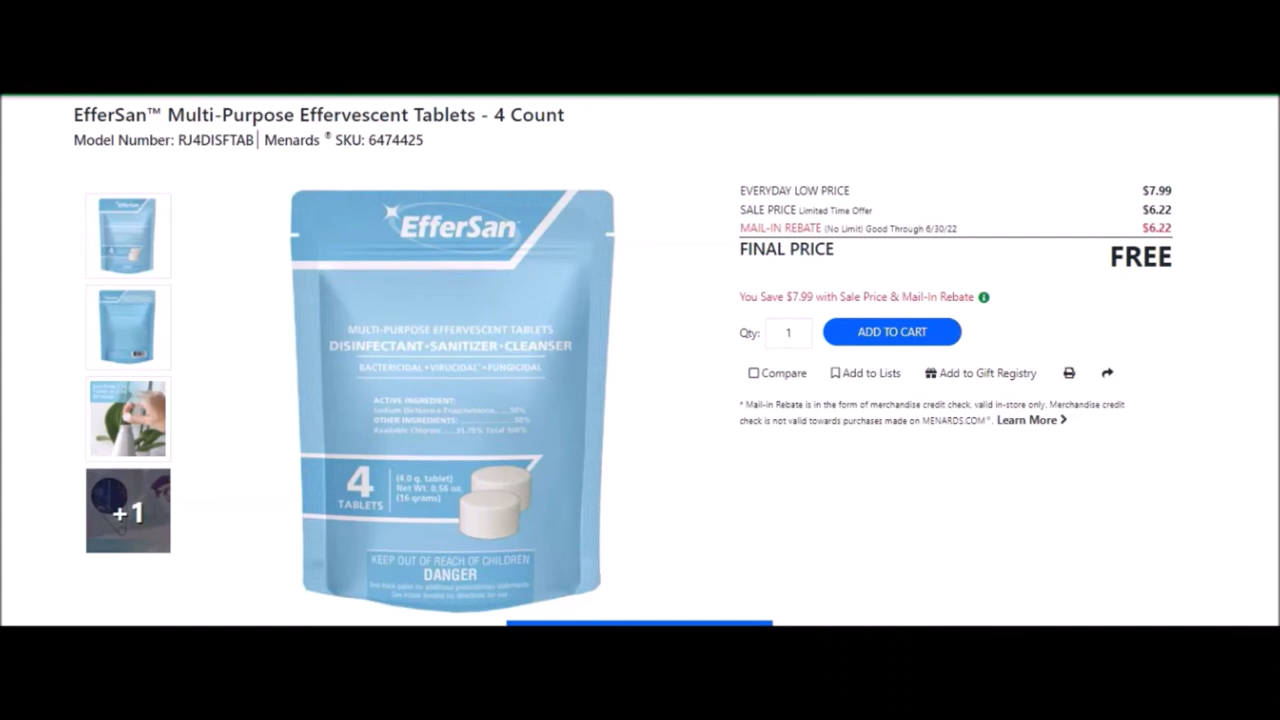 EfferSan™ Multi-Purpose Effervescent Tablets - 4 Count
Model Number: RJ4DISFTAB | Menards ® SKU: 6474425
EVERYDAY LOW PRICE $7.99
SALE PRICE Limited Time Offer $6.22
MAIL-IN REBATE (No Limit) Good Through 6/30/22 $6.22
FINAL PRICE FREE
You Save $7.99 with Sale Price & Mail-In Rebate
Qty: 1 ADD TO CART
Compare Add to Lists Add to Gift Registry
* Mail-in Rebate is in the form of merchandise credit check, valid in-store only. Merchandise credit
check is not valid towards purchases made on MENARDS.COM®. Learn More
+1
EfferSan
MULTI-PURPOSE EFFERVESCENT TABLETS
DISINFECTANT•SANITIZER•CLEANSER
BACTERICIDAL • VIRUCIDAL* • FUNGICIDAL
ACTIVE INGREDIENT:
OTHER INGREDIENTS:
Available Chlorine
4
TABLETS
(4.0 g. tablet)
Net Wt. 0.56 oz.
(16 grams)
KEEP OUT OF REACH OF CHILDREN
DANGER